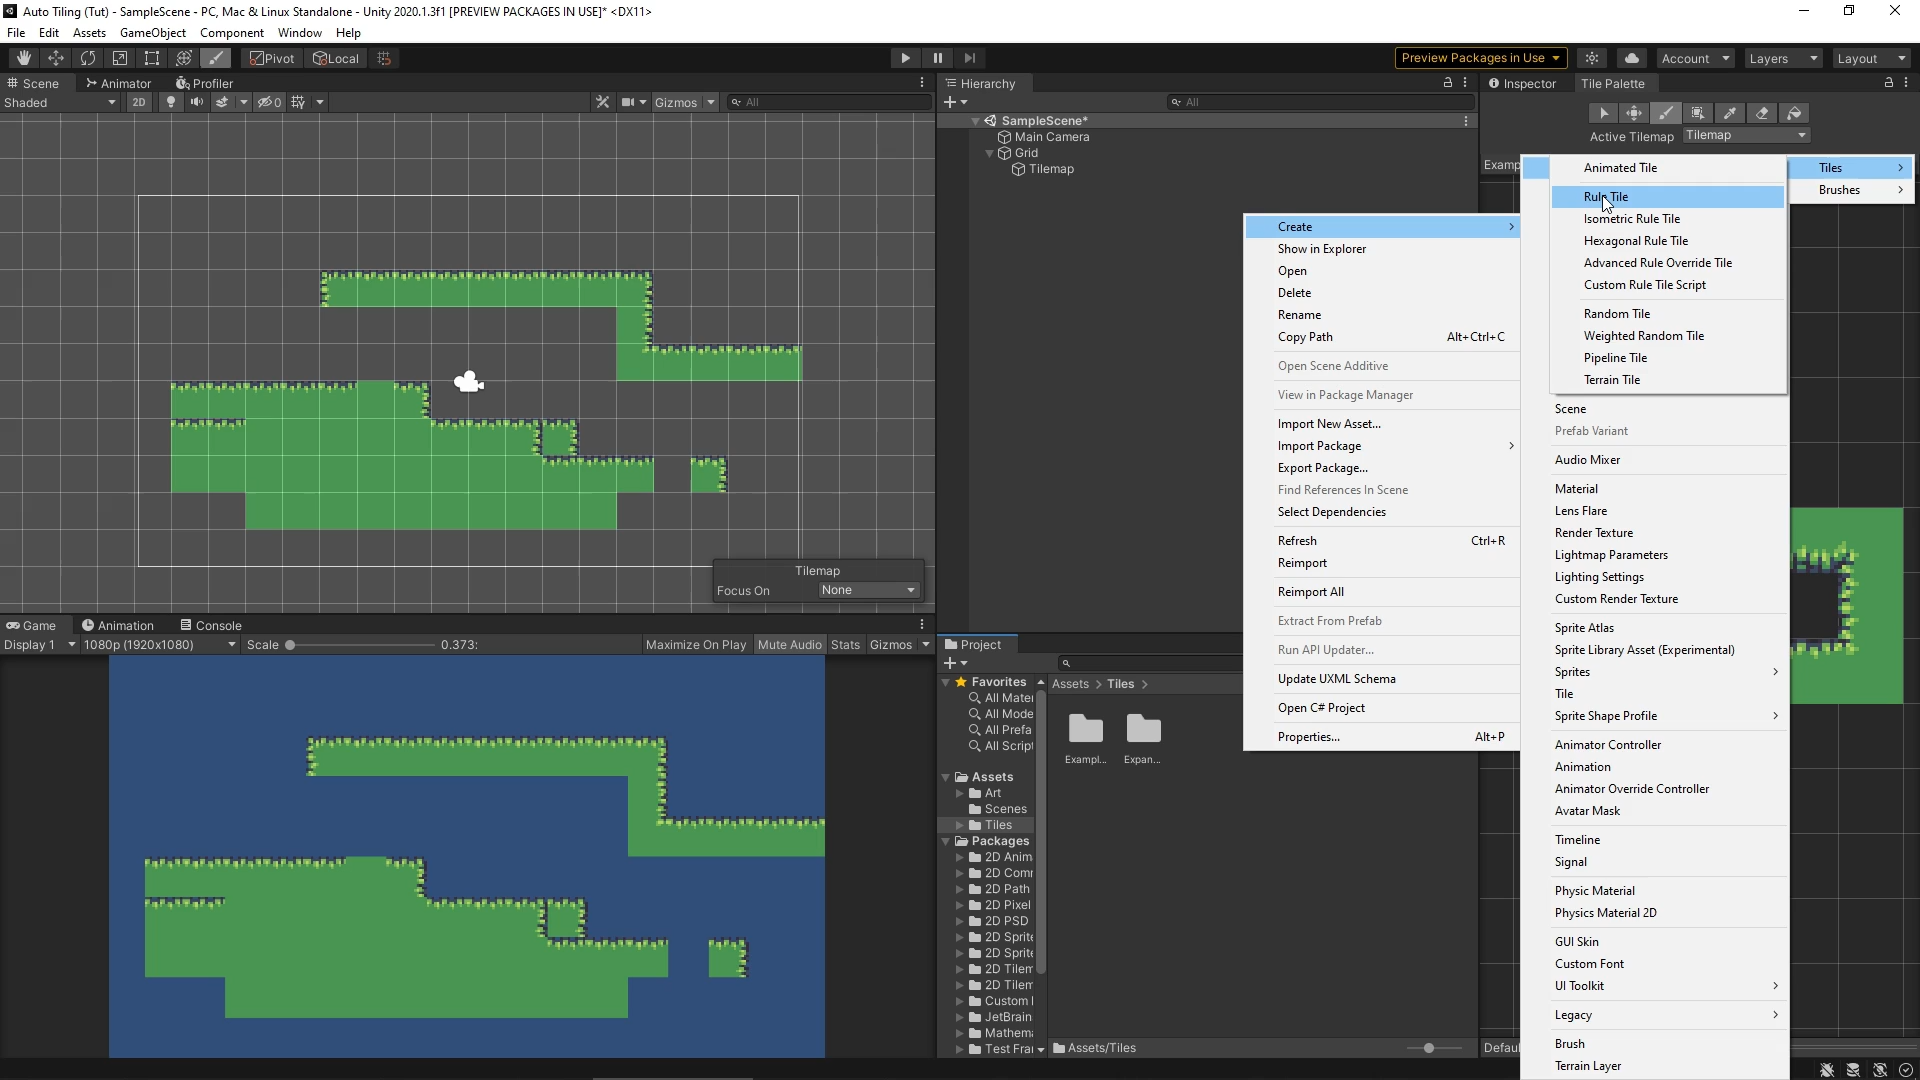 Auto Tiling (Tut) - SampleScene - PC, Mac & Linux Standalone - Unity 2020.1.3f1 [PREVIEW PACKAGES IN USE]* <DX11>
File Edit Assets GameObject Component Window Help
Pivot Local Preview Packages in Use Account Layers Layout
Scene Animator Profiler
Shaded 2D 0 Gizmos All
Hierarchy
All
SampleScene*
Main Camera
Grid
Tilemap
Inspector Tile Palette
Active Tilemap Tilemap
Examp
Tiles
Brushes
Animated Tile
Rule Tile
Isometric Rule Tile
Hexagonal Rule Tile
Advanced Rule Override Tile
Custom Rule Tile Script
Random Tile
Weighted Random Tile
Pipeline Tile
Terrain Tile
Create
Show in Explorer
Open
Delete
Rename
Copy Path Alt+Ctrl+C
Open Scene Additive
View in Package Manager
Import New Asset...
Import Package
Export Package...
Find References In Scene
Select Dependencies
Refresh Ctrl+R
Reimport
Reimport All
Extract From Prefab
Run API Updater...
Update UXML Schema
Open C# Project
Properties... Alt+P
Scene
Prefab Variant
Audio Mixer
Material
Lens Flare
Render Texture
Lightmap Parameters
Lighting Settings
Custom Render Texture
Sprite Atlas
Sprite Library Asset (Experimental)
Sprites
Tile
Sprite Shape Profile
Animator Controller
Animation
Animator Override Controller
Avatar Mask
Timeline
Signal
Physic Material
Physics Material 2D
GUI Skin
Custom Font
UI Toolkit
Legacy
Brush
Terrain Layer
Tilemap
Focus On None
Game Animation Console
Display 1 1080p (1920x1080) Scale 0.373: Maximize On Play Mute Audio Stats Gizmos
Project
Favorites
All Mater
All Mode
All Prefa
All Script
Assets
Art
Scenes
Tiles
Packages
2D Anim
2D Comr
2D Path
2D Pixel
2D PSD
2D Sprite
2D Sprite
2D Tilem
2D Tilem
Custom
JetBrain
Mathema
Test Fra
Assets > Tiles >
Exampl... Expan...
Assets/Tiles
Defau